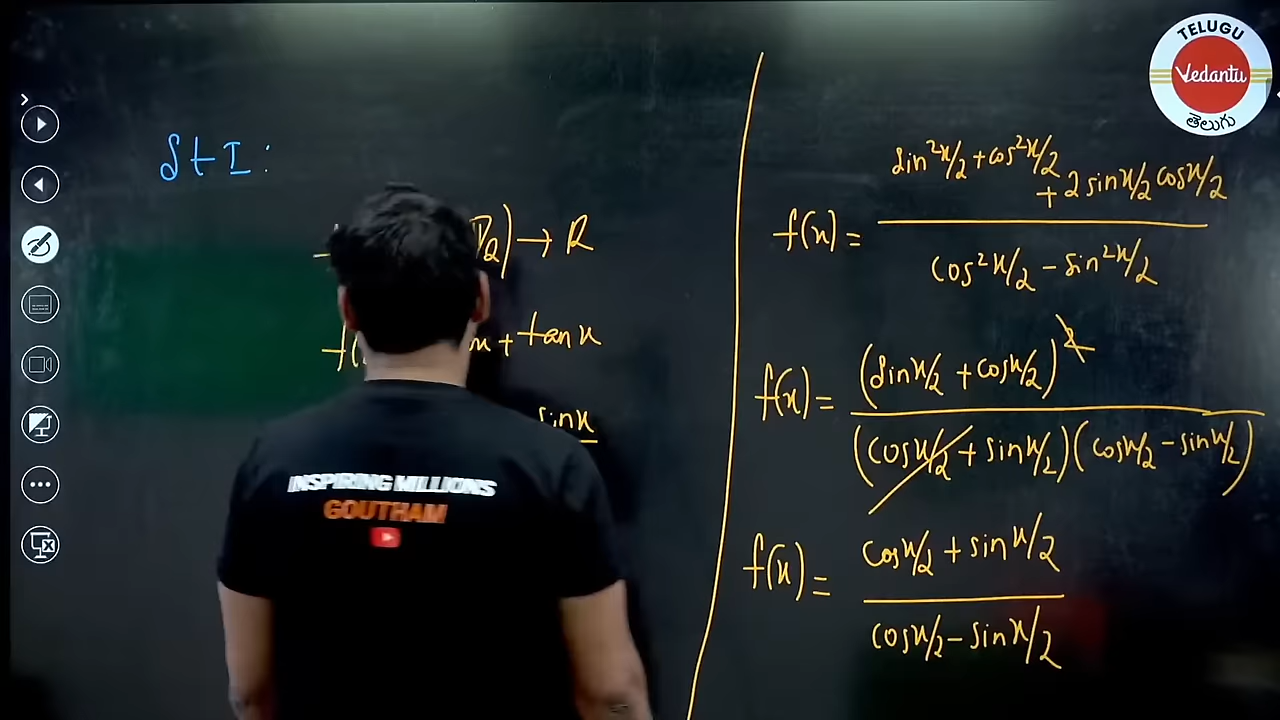 TELUGU
Vedantu
తెలుగు
St I:
→ R
f( + tan x
sin x
f(x) = sin²x/2 + cos²x/2 + 2 sin x/2 cos x/2
cos²x/2 - sin²x/2
f(x) = (sin x/2 + cos x/2)²
(cos x/2 + sin x/2)(cos x/2 - sin x/2)
f(x) = cos x/2 + sin x/2
cos x/2 - sin x/2
INSPIRING MILLIONS
GOUTHAM